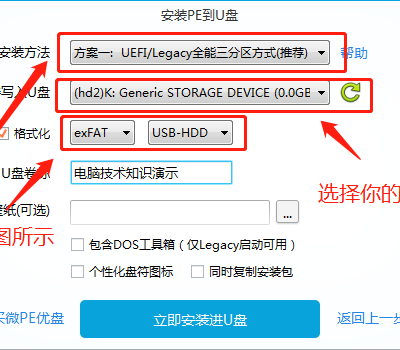 安装PE到U盘
安装方法 方案一: UEFI/Legacy全能三分区方式(推荐) 帮助
写入U盘 (hd2)K: Generic STORAGE DEVICE (0.0GB
格式化 exFAT USB-HDD
选择你的
U盘卷标 电脑技术知识演示
图所示
纸(可选) ...
包含DOS工具箱 (仅Legacy启动可用)
个性化盘符图标 同时复制安装包
买微PE优盘 立即安装进U盘 返回上一步